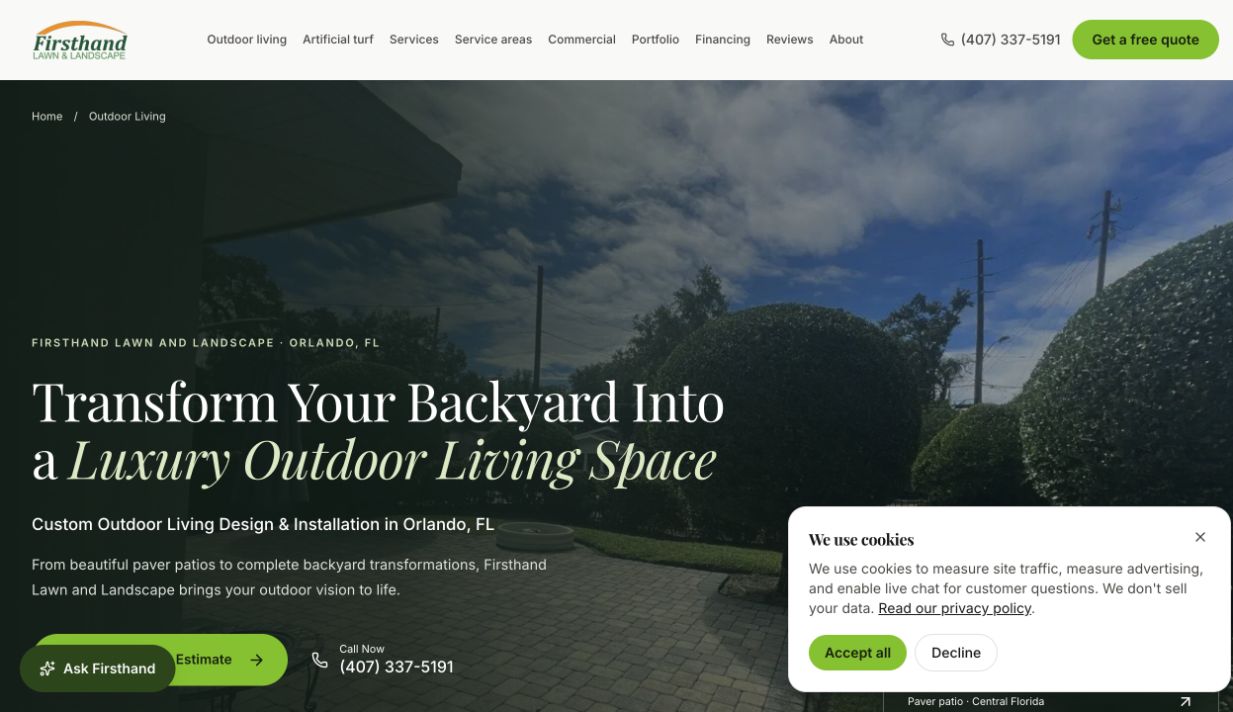 Firsthand
LAWN & LANDSCAPE
Outdoor living
Artificial turf
Services
Service areas
Commercial
Portfolio
Financing
Reviews
About
(407) 337-5191
Get a free quote
Home / Outdoor Living
FIRSTHAND LAWN AND LANDSCAPE · ORLANDO, FL
Transform Your Backyard Into
a Luxury Outdoor Living Space
Custom Outdoor Living Design & Installation in Orlando, FL
From beautiful paver patios to complete backyard transformations, Firsthand
Lawn and Landscape brings your outdoor vision to life.
Estimate
Ask Firsthand
Call Now
(407) 337-5191
We use cookies
We use cookies to measure site traffic, measure advertising,
and enable live chat for customer questions. We don't sell
your data. Read our privacy policy.
Accept all
Decline
Paver patio · Central Florida